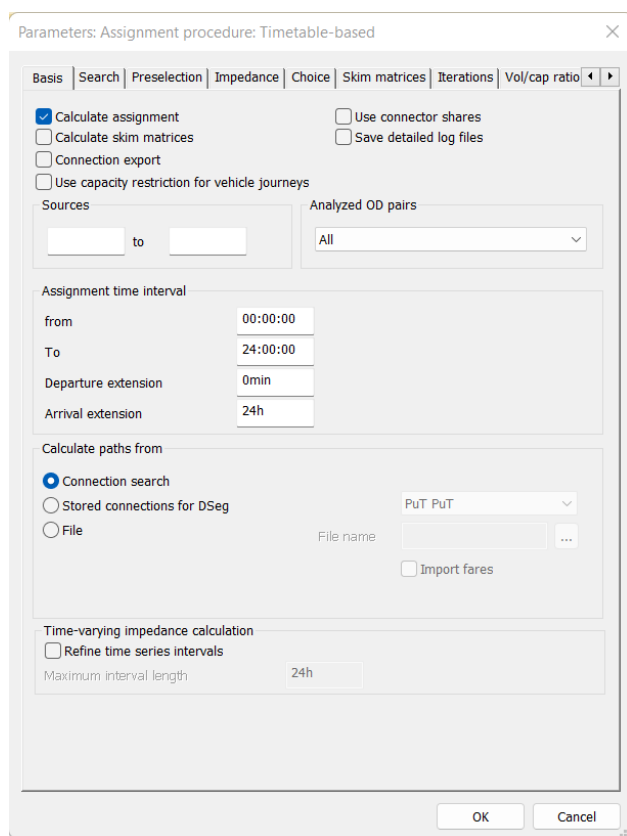 Parameters: Assignment procedure: Timetable-based
Basis Search Preselection Impedance Choice Skim matrices Iterations Vol/cap ratio
Calculate assignment Use connector shares
Calculate skim matrices Save detailed log files
Connection export
Use capacity restriction for vehicle journeys
Sources Analyzed OD pairs
to All
Assignment time interval
from 00:00:00
To 24:00:00
Departure extension 0min
Arrival extension 24h
Calculate paths from
Connection search
Stored connections for DSeg PuT PuT
File File name ...
Import fares
Time-varying impedance calculation
Refine time series intervals
Maximum interval length 24h
OK Cancel